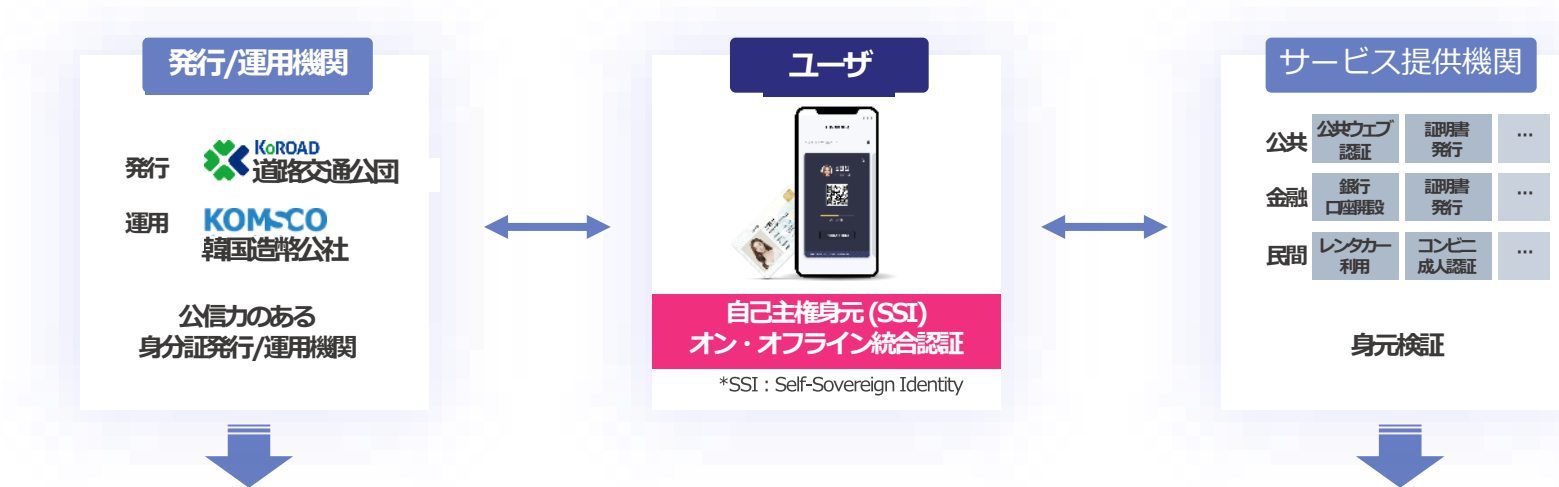 発行/運用機関
発行
KoROAD
道路交通公団
運用
KOMSCO
韓国造幣公社
公信力のある
身分証発行/運用機関
ユーザ
自己主権身元 (SSI)
オン・オフライン統合認証
*SSI : Self-Sovereign Identity
サービス提供機関
公共
公共ウェブ
認証
証明書
発行
...
金融
銀行
口座開設
証明書
発行
...
民間
レンタカー
利用
コンビニ
成人認証
...
身元検証